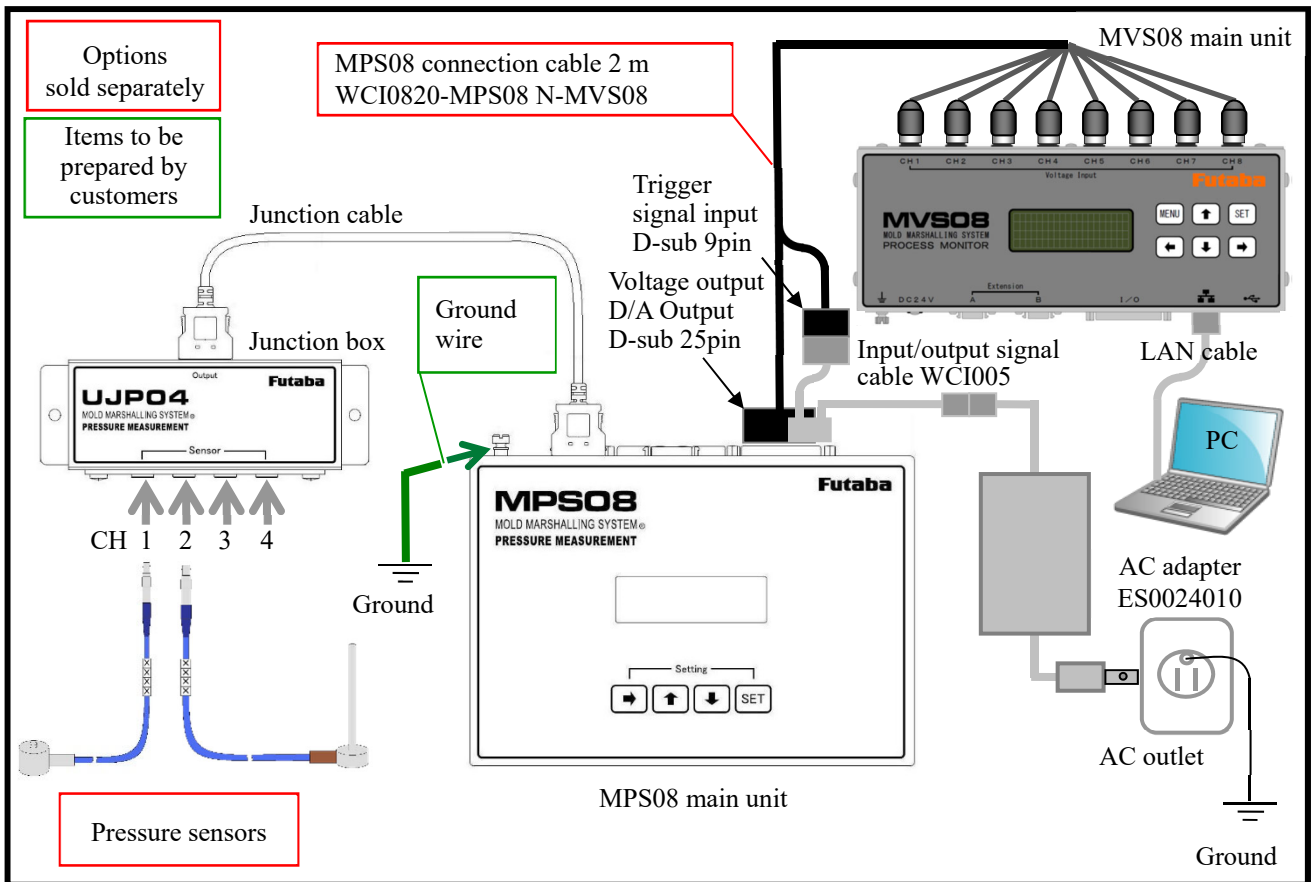 Options
sold separately
Items to be
prepared by
customers
MPS08 connection cable 2 m
WCI0820-MPS08 N-MVS08
MVS08 main unit
CH1 CH2 CH3 CH4 CH5 CH6 CH7 CH8
Voltage Input
Futaba
MVS08
MOLD MARSHALLING SYSTEM
PROCESS MONITOR
MENU
SET
Extension
DC24V A B I/O
Trigger
signal input
D-sub 9pin
Voltage output
D/A Output
D-sub 25pin
Junction cable
Ground
wire
Junction box
Input/output signal
cable WCI005
LAN cable
PC
Output
Futaba
UJP04
MOLD MARSHALLING SYSTEM®
PRESSURE MEASUREMENT
Sensor
CH 1 2 3 4
Ground
Futaba
MPS08
MOLD MARSHALLING SYSTEM®
PRESSURE MEASUREMENT
Setting
SET
MPS08 main unit
AC adapter
ES0024010
AC outlet
Ground
Pressure sensors